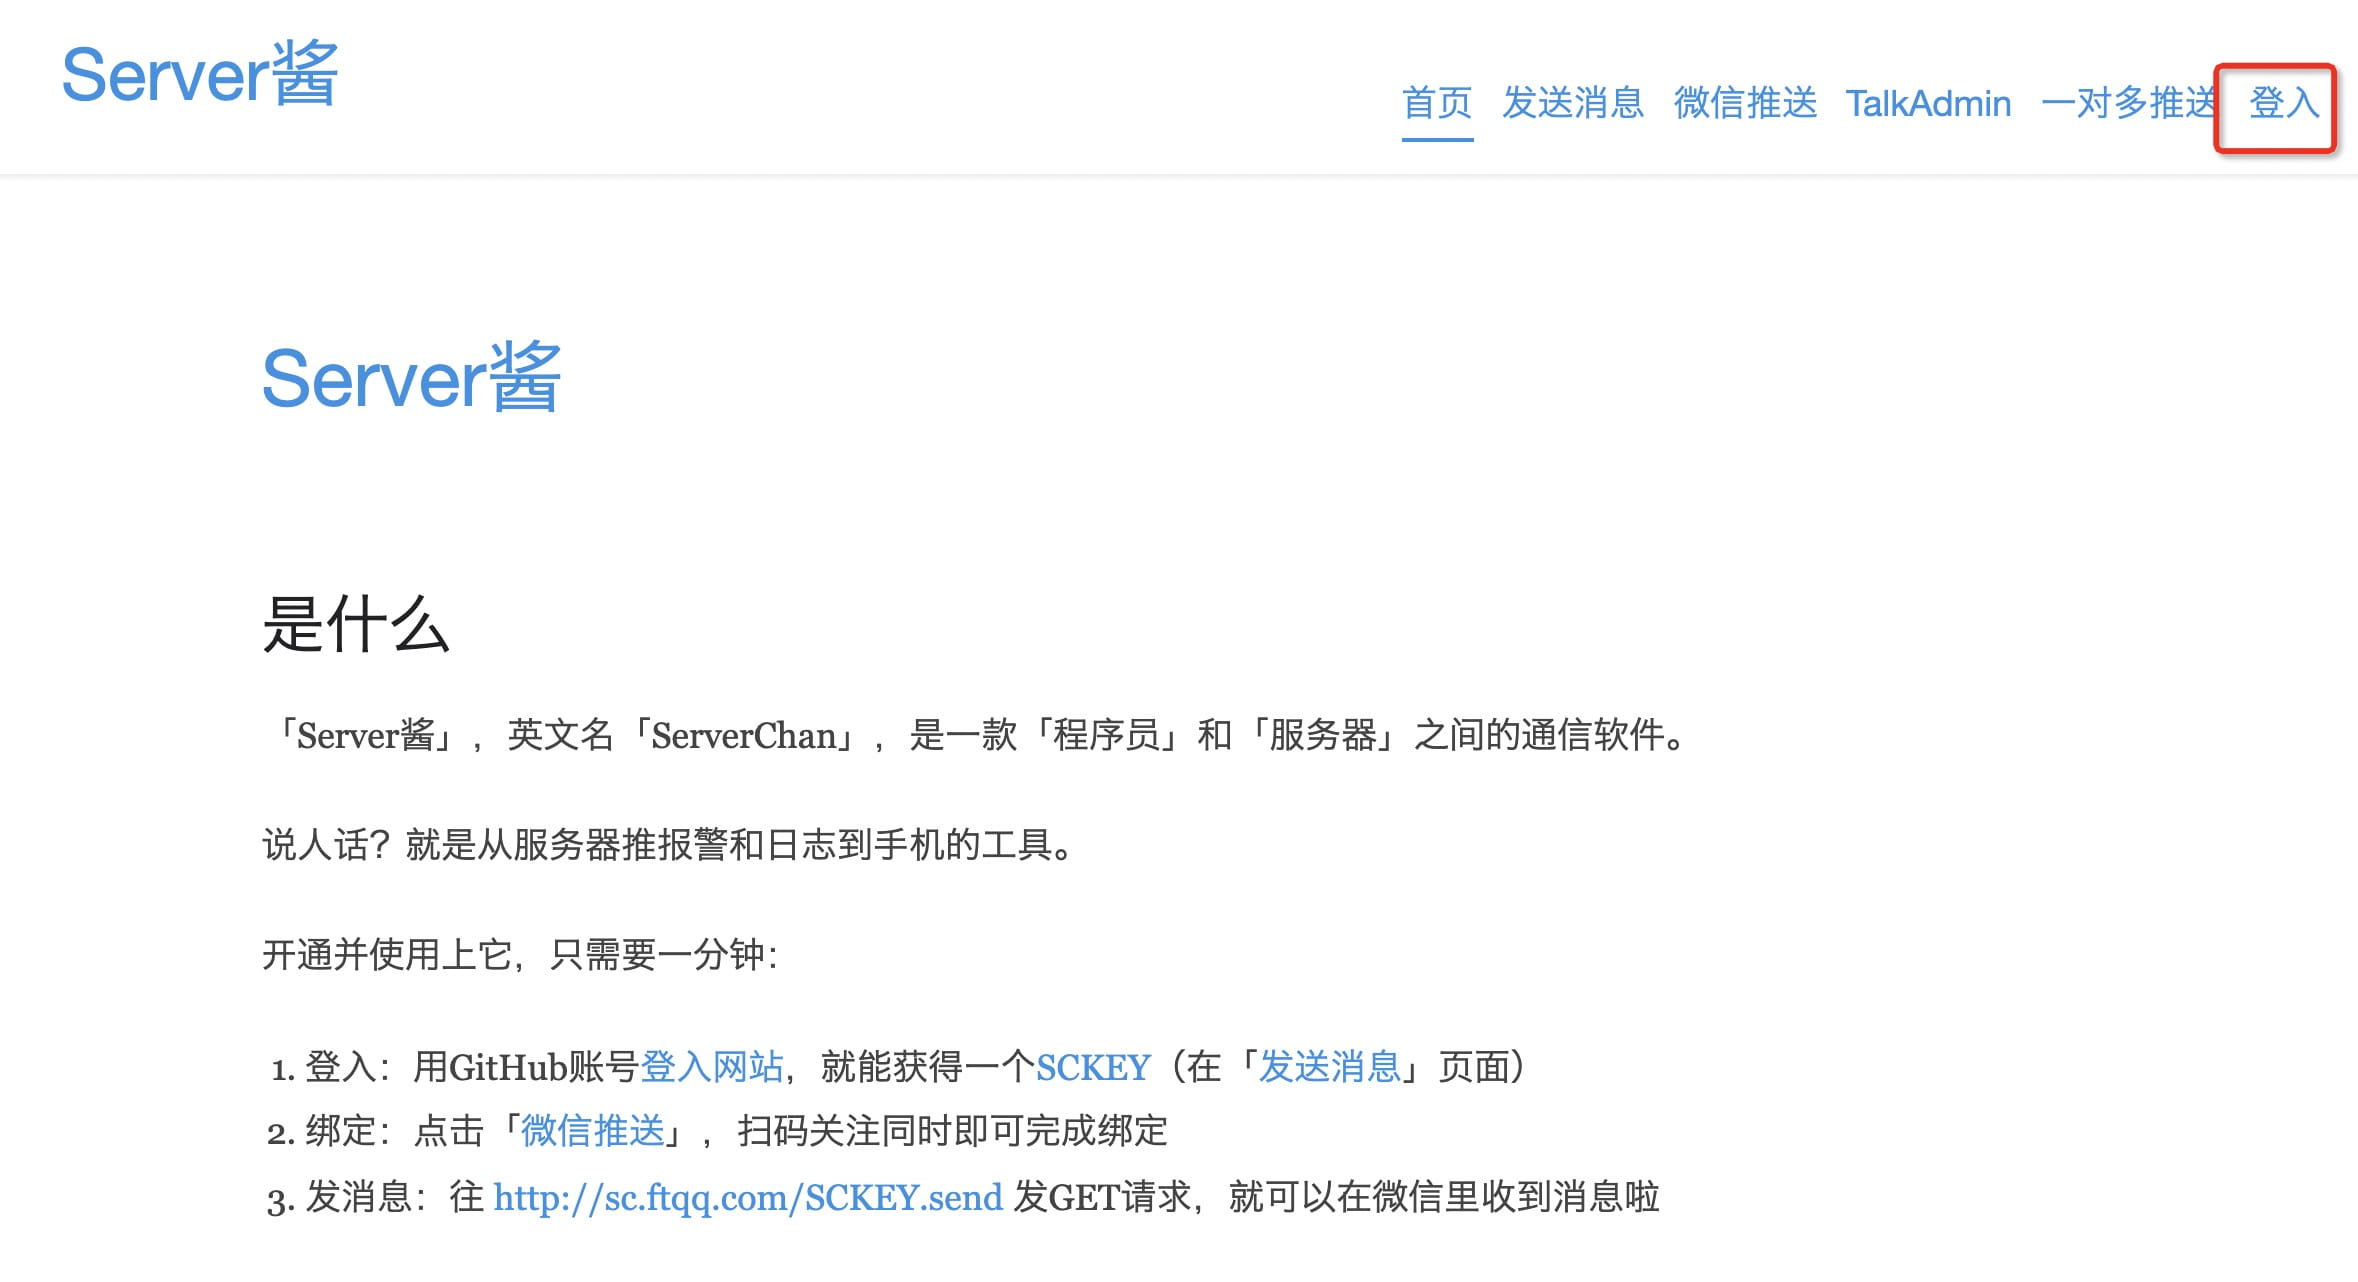 Server酱
首页 发送消息 微信推送 TalkAdmin 一对多推送 登入
Server酱
是什么
「Server酱」，英文名「ServerChan」，是一款「程序员」和「服务器」之间的通信软件。
说人话？就是从服务器推报警和日志到手机的工具。
开通并使用上它，只需要一分钟：
1. 登入：用GitHub账号登入网站，就能获得一个SCKEY（在「发送消息」页面）
2. 绑定：点击「微信推送」，扫码关注同时即可完成绑定
3. 发消息：往 http://sc.ftqq.com/SCKEY.send 发GET请求，就可以在微信里收到消息啦